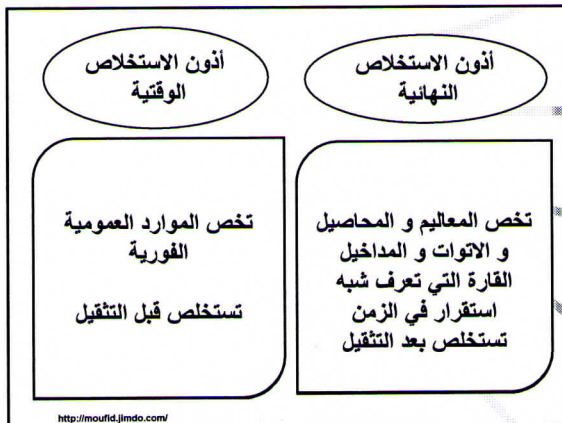 أذون الاستخلاص
النهائية
تخص المعاليم و المحاصيل
و الاتوات و المداخيل
القارة التي تعرف شبه
استقرار في الزمن
تستخلص بعد التثقيل
أذون الاستخلاص
الوقتية
تخص الموارد العمومية
الفورية
تستخلص قبل التثقيل
http://moufid.jimdo.com/